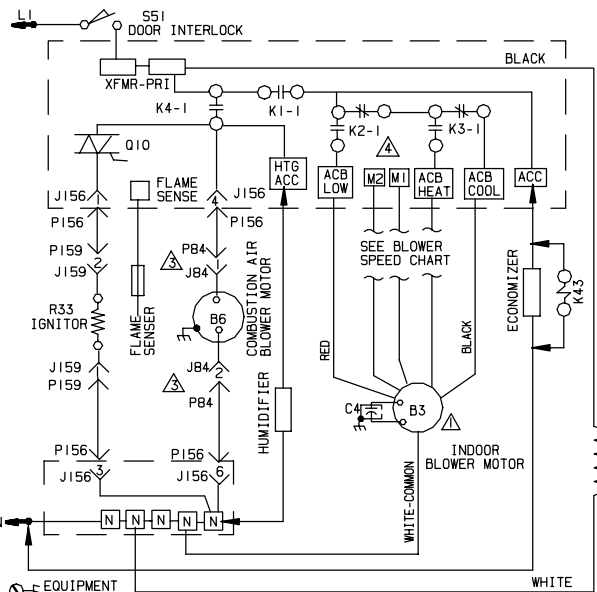 L1
S51
DOOR INTERLOCK
BLACK
XFMR-PRI
K4-1
K1-1
K2-1
K3-1
4
Q10
HTG
ACC
ACB
LOW
M2
M1
ACB
HEAT
ACB
COOL
ACC
FLAME
SENSE
J156
1
P156
J156
4
P156
P159
2
J159
3
P84
1
J84
SEE BLOWER
SPEED CHART
ECONOMIZER
K43
R33
IGNITOR
FLAME
SENSER
B6
COMBUSTION AIR
BLOWER MOTOR
RED
BLACK
J159
P159
3
J84
2
P84
HUMIDIFIER
C4
B3
1
INDOOR
BLOWER MOTOR
P156
3
J156
P156
6
J156
WHITE-COMMON
N
N
N
N
N
N
WHITE
EQUIPMENT